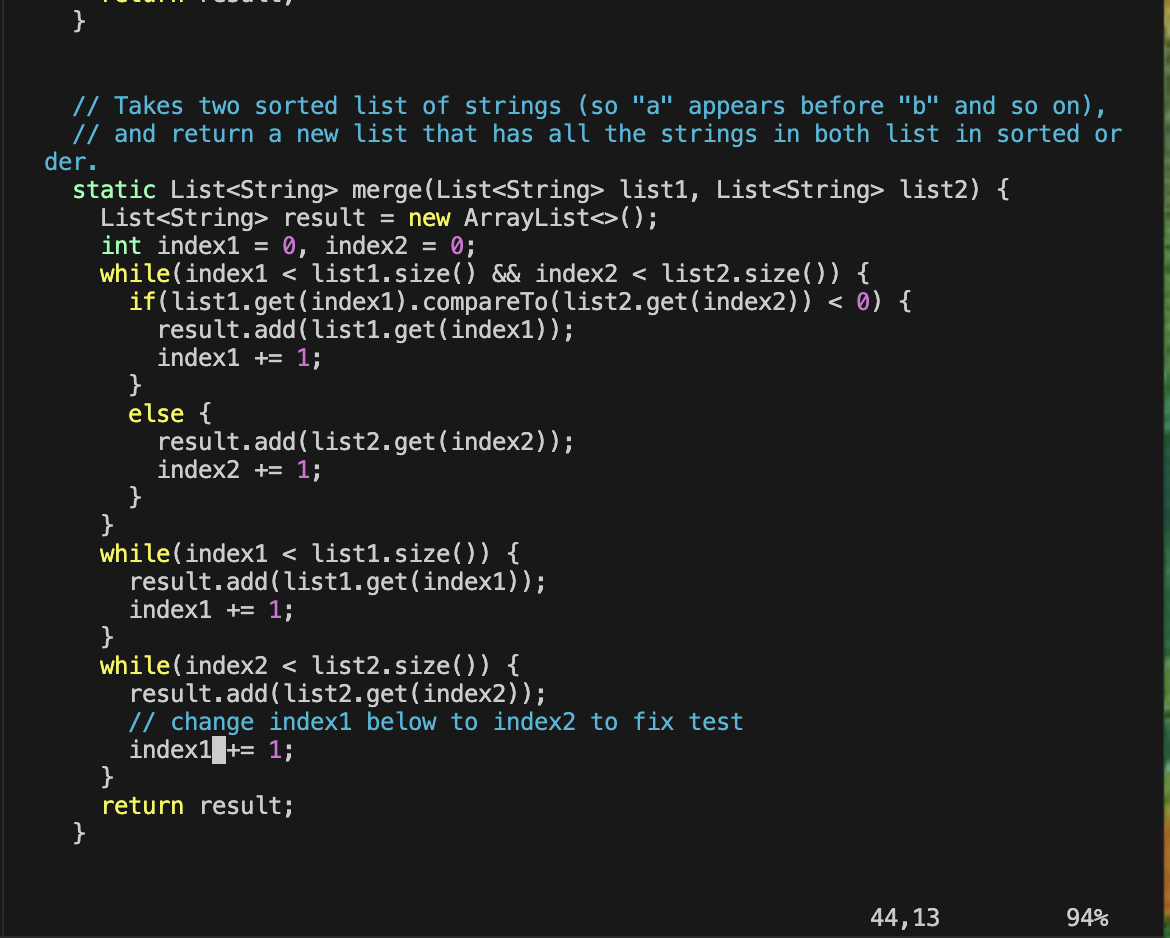 return result;
}
// Takes two sorted list of strings (so "a" appears before "b" and so on),
// and return a new list that has all the strings in both list in sorted or
der.
static List<String> merge(List<String> list1, List<String> list2) {
List<String> result = new ArrayList<>();
int index1 = 0, index2 = 0;
while(index1 < list1.size() && index2 < list2.size()) {
if(list1.get(index1).compareTo(list2.get(index2)) < 0) {
result.add(list1.get(index1));
index1 += 1;
}
else {
result.add(list2.get(index2));
index2 += 1;
}
}
while(index1 < list1.size()) {
result.add(list1.get(index1));
index1 += 1;
}
while(index2 < list2.size()) {
result.add(list2.get(index2));
// change index1 below to index2 to fix test
index1 += 1;
}
return result;
}
44,13 94%